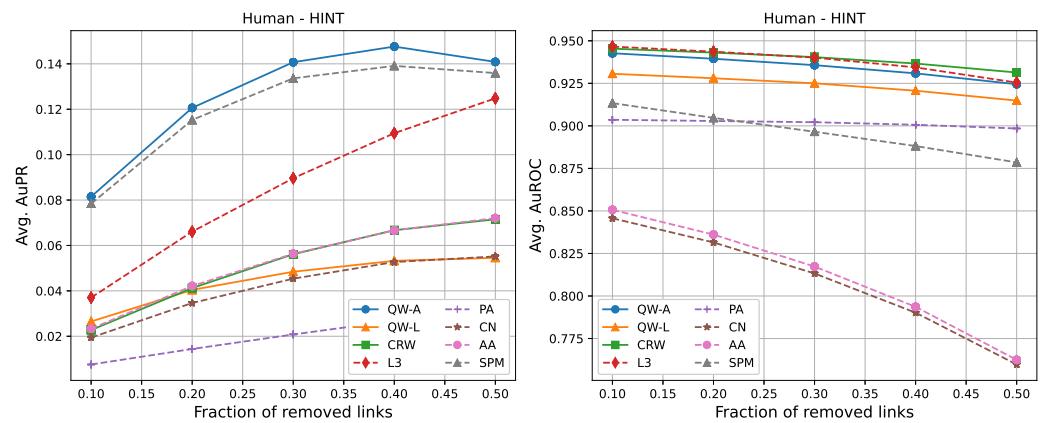 Human - HINT
Avg. AuPR
0.14
0.12
0.10
0.08
0.06
0.04
0.02
0.10 0.15 0.20 0.25 0.30 0.35 0.40 0.45 0.50
Fraction of removed links
QW-A PA
QW-L CN
CRW AA
L3 SPM
Human - HINT
Avg. AuROC
0.950
0.925
0.900
0.875
0.850
0.825
0.800
0.775
0.10 0.15 0.20 0.25 0.30 0.35 0.40 0.45 0.50
Fraction of removed links
QW-A PA
QW-L CN
CRW AA
L3 SPM